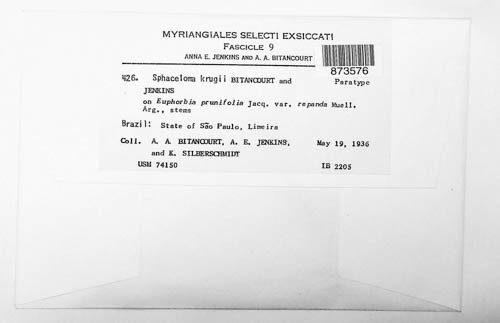 MYRIANGIALES SELECTI EXSICCATI
FASCICLE 9
ANNA E. JENKINS AND A. A. BITANCOURT
873576
426. Sphaceloma krugii BITANCOURT and Paratype
JENKINS
on Euphorbia prunifolia Jacq. var. repanda Muell.
Arg., stems
Brazil: State of São Paulo, Limeira
Coll. A. A. BITANCOURT, A. E. JENKINS, May 19, 1936
and K. SILBERSCHMIDT
USM 74150 IB 2205